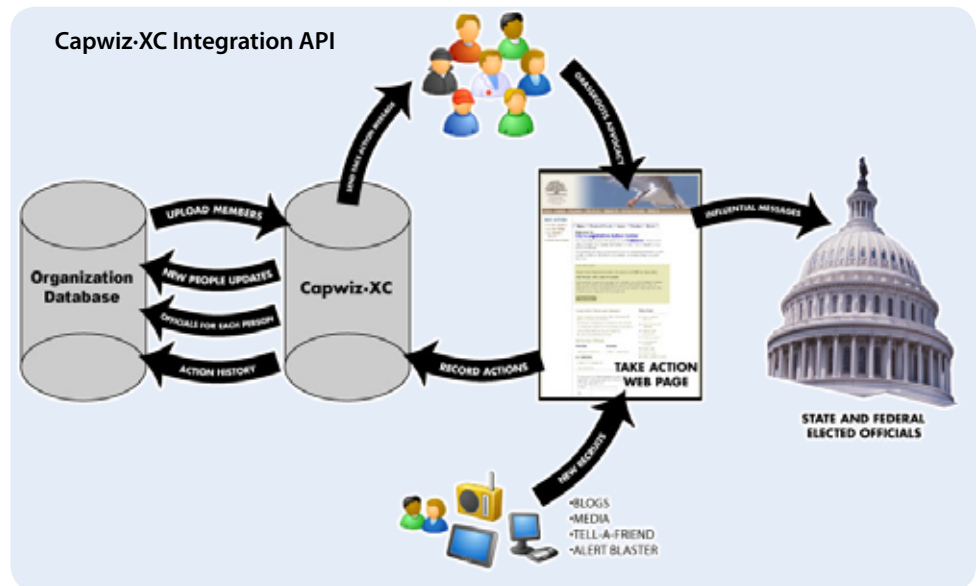 Capwiz·XC Integration API
SEND TAKE ACTION MESSAGE
GRASSROOTS ADVOCACY
UPLOAD MEMBERS
NEW PEOPLE UPDATES
OFFICIALS FOR EACH PERSON
ACTION HISTORY
Organization
Database
Capwiz·XC
RECORD ACTIONS
INFLUENTIAL MESSAGES
TAKE ACTION
WEB PAGE
STATE AND FEDERAL
ELECTED OFFICIALS
NEW RECRUITS
•BLOGS
•MEDIA
•TELL-A-FRIEND
•ALERT BLASTER